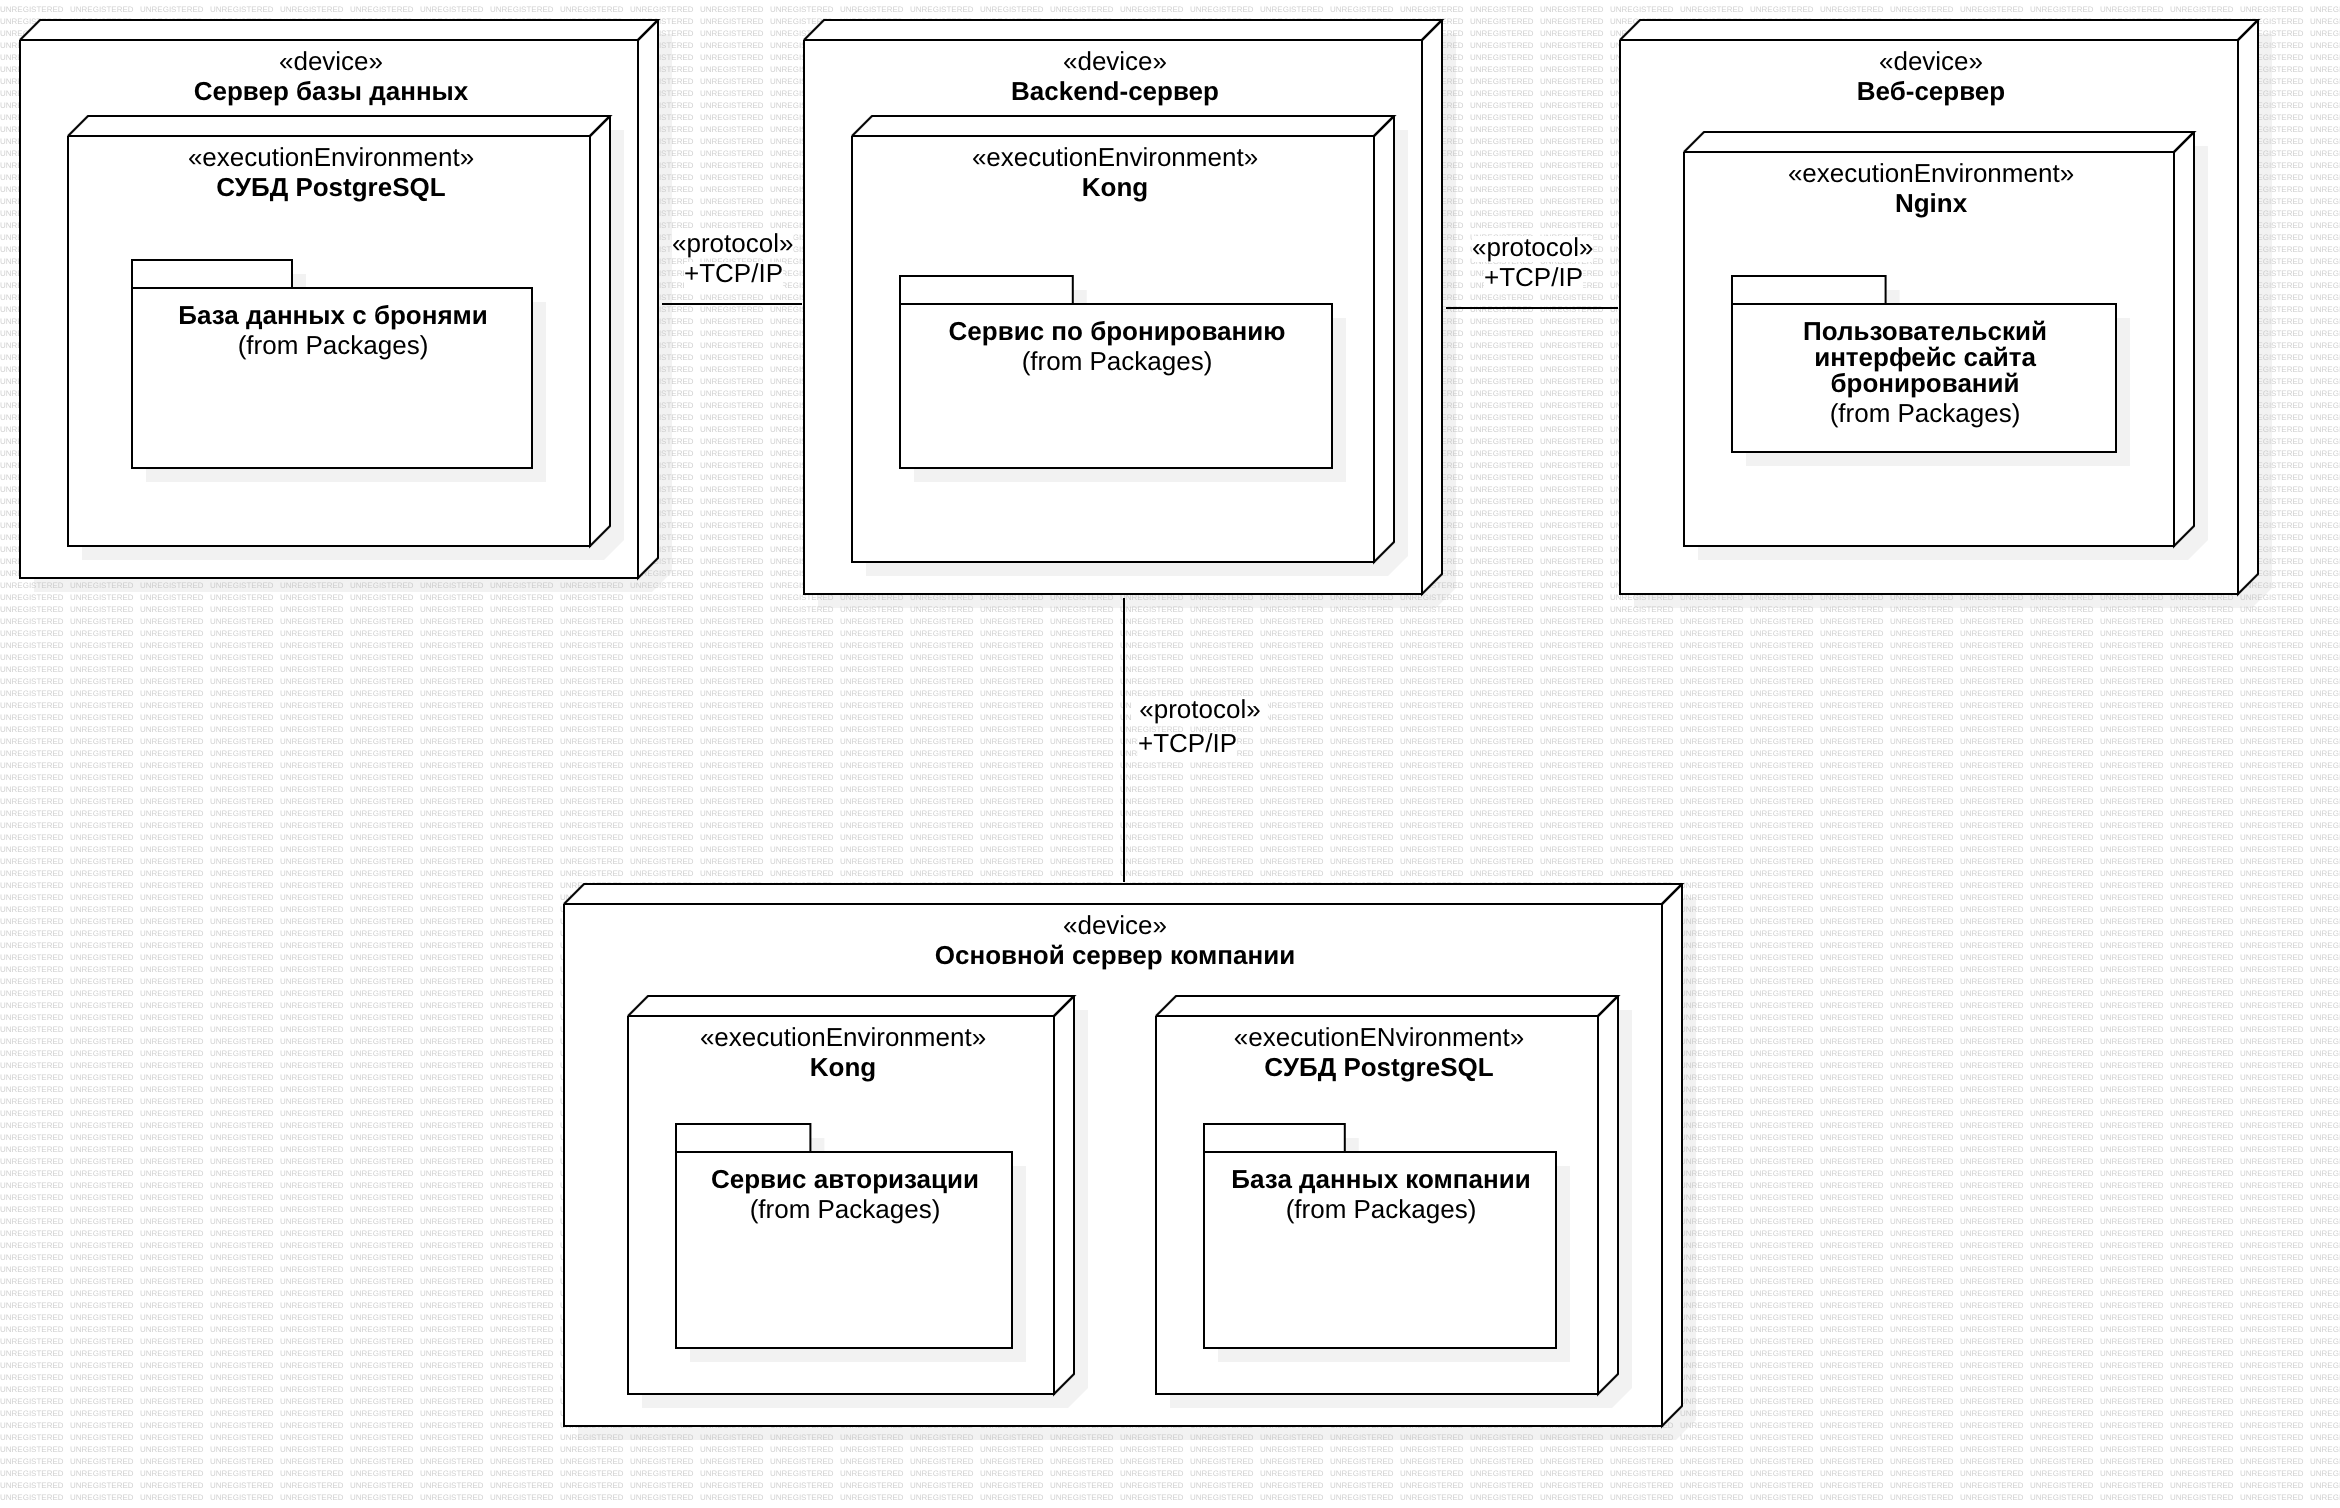 «device»
Сервер базы данных
«executionEnvironment»
СУБД PostgreSQL
База данных с бронями
(from Packages)
«protocol»
+TCP/IP
«device»
Backend-сервер
«executionEnvironment»
Kong
Сервис по бронированию
(from Packages)
«protocol»
+TCP/IP
«device»
Веб-сервер
«executionEnvironment»
Nginx
Пользовательский
интерфейс сайта
бронирований
(from Packages)
«protocol»
+TCP/IP
«device»
Основной сервер компании
«executionEnvironment»
Kong
Сервис авторизации
(from Packages)
«executionENvironment»
СУБД PostgreSQL
База данных компании
(from Packages)
UNREGISTERED